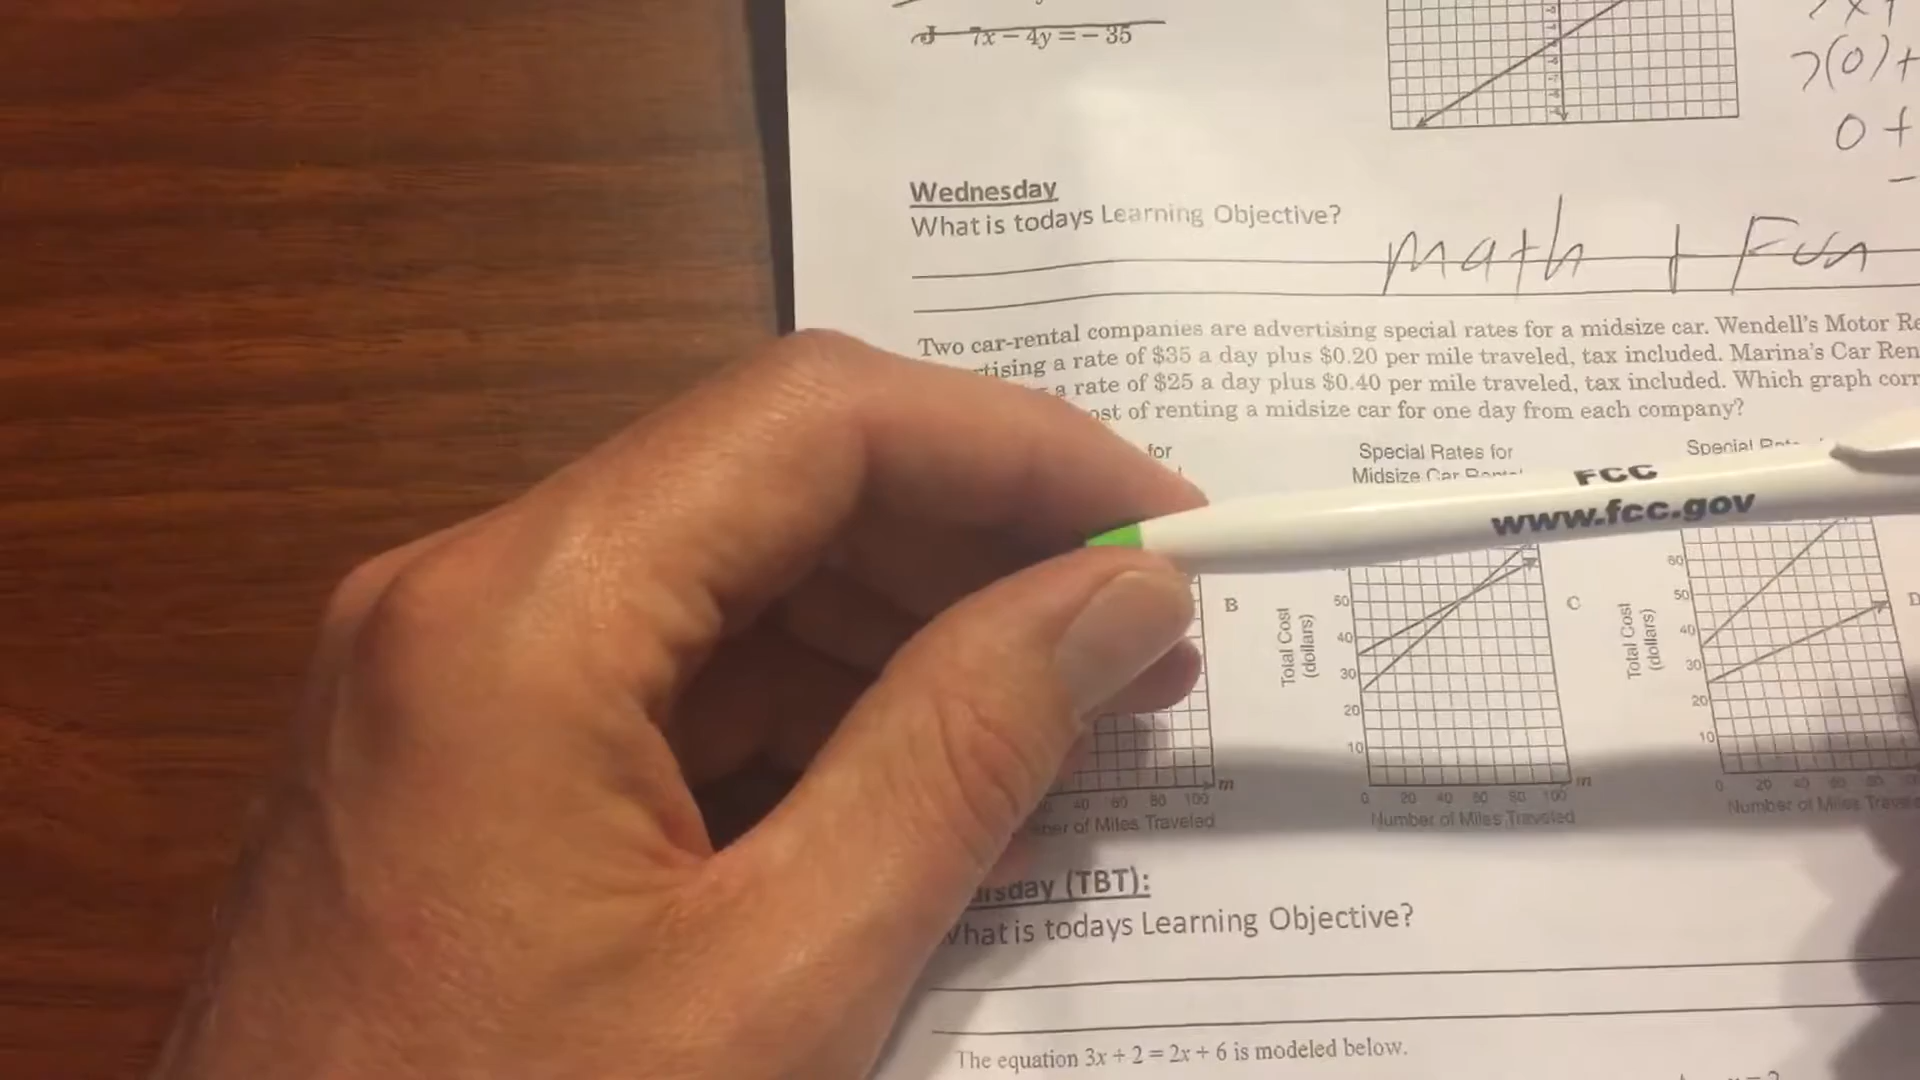 7x – 4y = – 35
7(0)+
0 +
Wednesday
What is todays Learning Objective?
math + Fun
Two car-rental companies are advertising special rates for a midsize car. Wendell's Motor
a rate of $35 a day plus $0.20 per mile traveled, tax included. Marina's Car
a rate of $25 a day plus $0.40 per mile traveled, tax included. Which graph
of renting a midsize car for one day from each company?
for
Special Rates for
Midsize Car
Special
FCC
www.fcc.gov
B
C
D
Total Cost
(dollars)
50
40
30
20
10
0 20 40 60 80 100
m
Number of Miles Traveled
Total Cost
(dollars)
60
50
40
30
20
10
0 20 40 60 80
Number of Miles
40 60 80 100
m
of Miles Traveled
(TBT):
What is todays Learning Objective?
The equation 3x + 2 = 2x + 6 is modeled below.